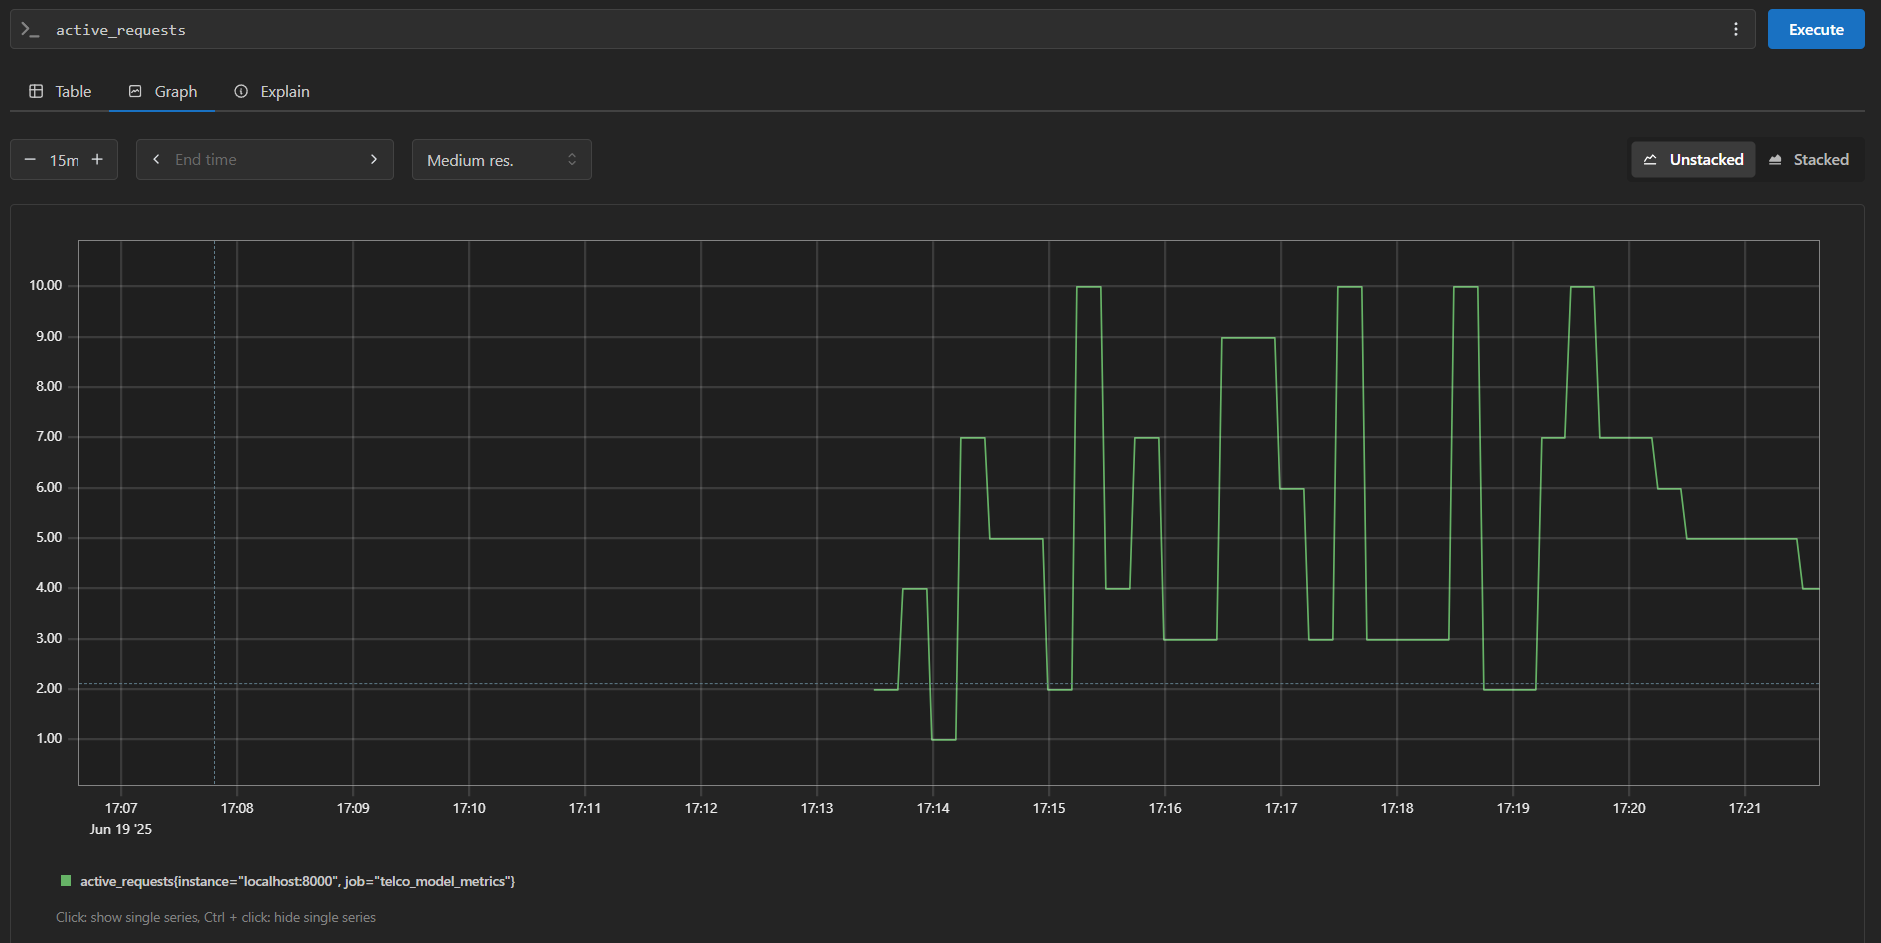 active_requests
Execute
Table Graph Explain
15m End time Medium res. Unstacked Stacked
10.00
9.00
8.00
7.00
6.00
5.00
4.00
3.00
2.00
1.00
17:07 17:08 17:09 17:10 17:11 17:12 17:13 17:14 17:15 17:16 17:17 17:18 17:19 17:20 17:21
Jun 19 '25
active_requests{instance="localhost:8000", job="telco_model_metrics"}
Click: show single series, Ctrl + click: hide single series